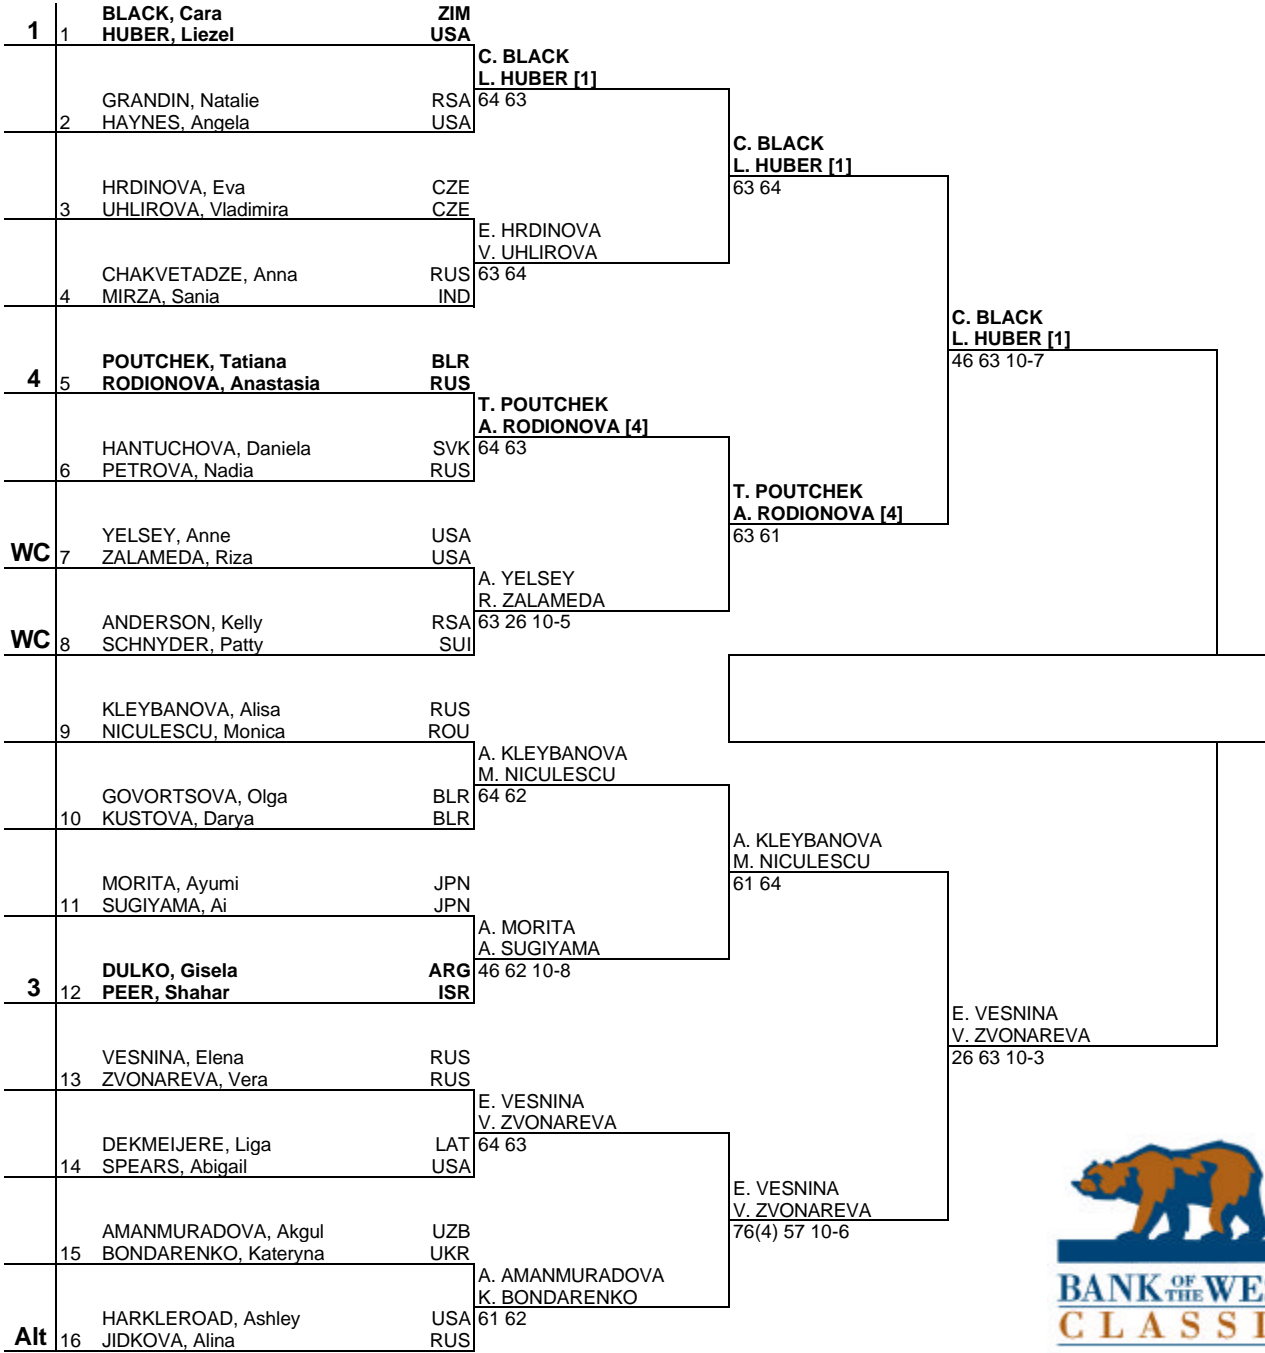 BLACK, Cara ZIM
1 1 HUBER, Liezel USA
C. BLACK
L. HUBER [1]
GRANDIN, Natalie RSA 64 63
2 HAYNES, Angela USA
C. BLACK
L. HUBER [1]
HRDINOVA, Eva CZE 63 64
3 UHLIROVA, Vladimira CZE
E. HRDINOVA
V. UHLIROVA
CHAKVETADZE, Anna RUS 63 64
4 MIRZA, Sania IND
C. BLACK
L. HUBER [1]
POUTCHEK, Tatiana BLR 46 63 10-7
4 5 RODIONOVA, Anastasia RUS
T. POUTCHEK
A. RODIONOVA [4]
HANTUCHOVA, Daniela SVK 64 63
6 PETROVA, Nadia RUS
T. POUTCHEK
A. RODIONOVA [4]
YELSEY, Anne USA 63 61
WC 7 ZALAMEDA, Riza USA
A. YELSEY
R. ZALAMEDA
ANDERSON, Kelly RSA 63 26 10-5
WC 8 SCHNYDER, Patty SUI
KLEYBANOVA, Alisa RUS
9 NICULESCU, Monica ROU
A. KLEYBANOVA
M. NICULESCU
GOVORTSOVA, Olga BLR 64 62
10 KUSTOVA, Darya BLR
A. KLEYBANOVA
M. NICULESCU
MORITA, Ayumi JPN 61 64
11 SUGIYAMA, Ai JPN
A. MORITA
A. SUGIYAMA
DULKO, Gisela ARG 46 62 10-8
3 12 PEER, Shahar ISR
E. VESNINA
V. ZVONAREVA
VESNINA, Elena RUS 26 63 10-3
13 ZVONAREVA, Vera RUS
E. VESNINA
V. ZVONAREVA
DEKMEIJERE, Liga LAT 64 63
14 SPEARS, Abigail USA
E. VESNINA
V. ZVONAREVA
AMANMURADOVA, Akgul UZB 76(4) 57 10-6
15 BONDARENKO, Kateryna UKR
A. AMANMURADOVA
K. BONDARENKO
HARKLEROAD, Ashley USA 61 62
Alt 16 JIDKOVA, Alina RUS
BANK OF THE WE
CLASSI